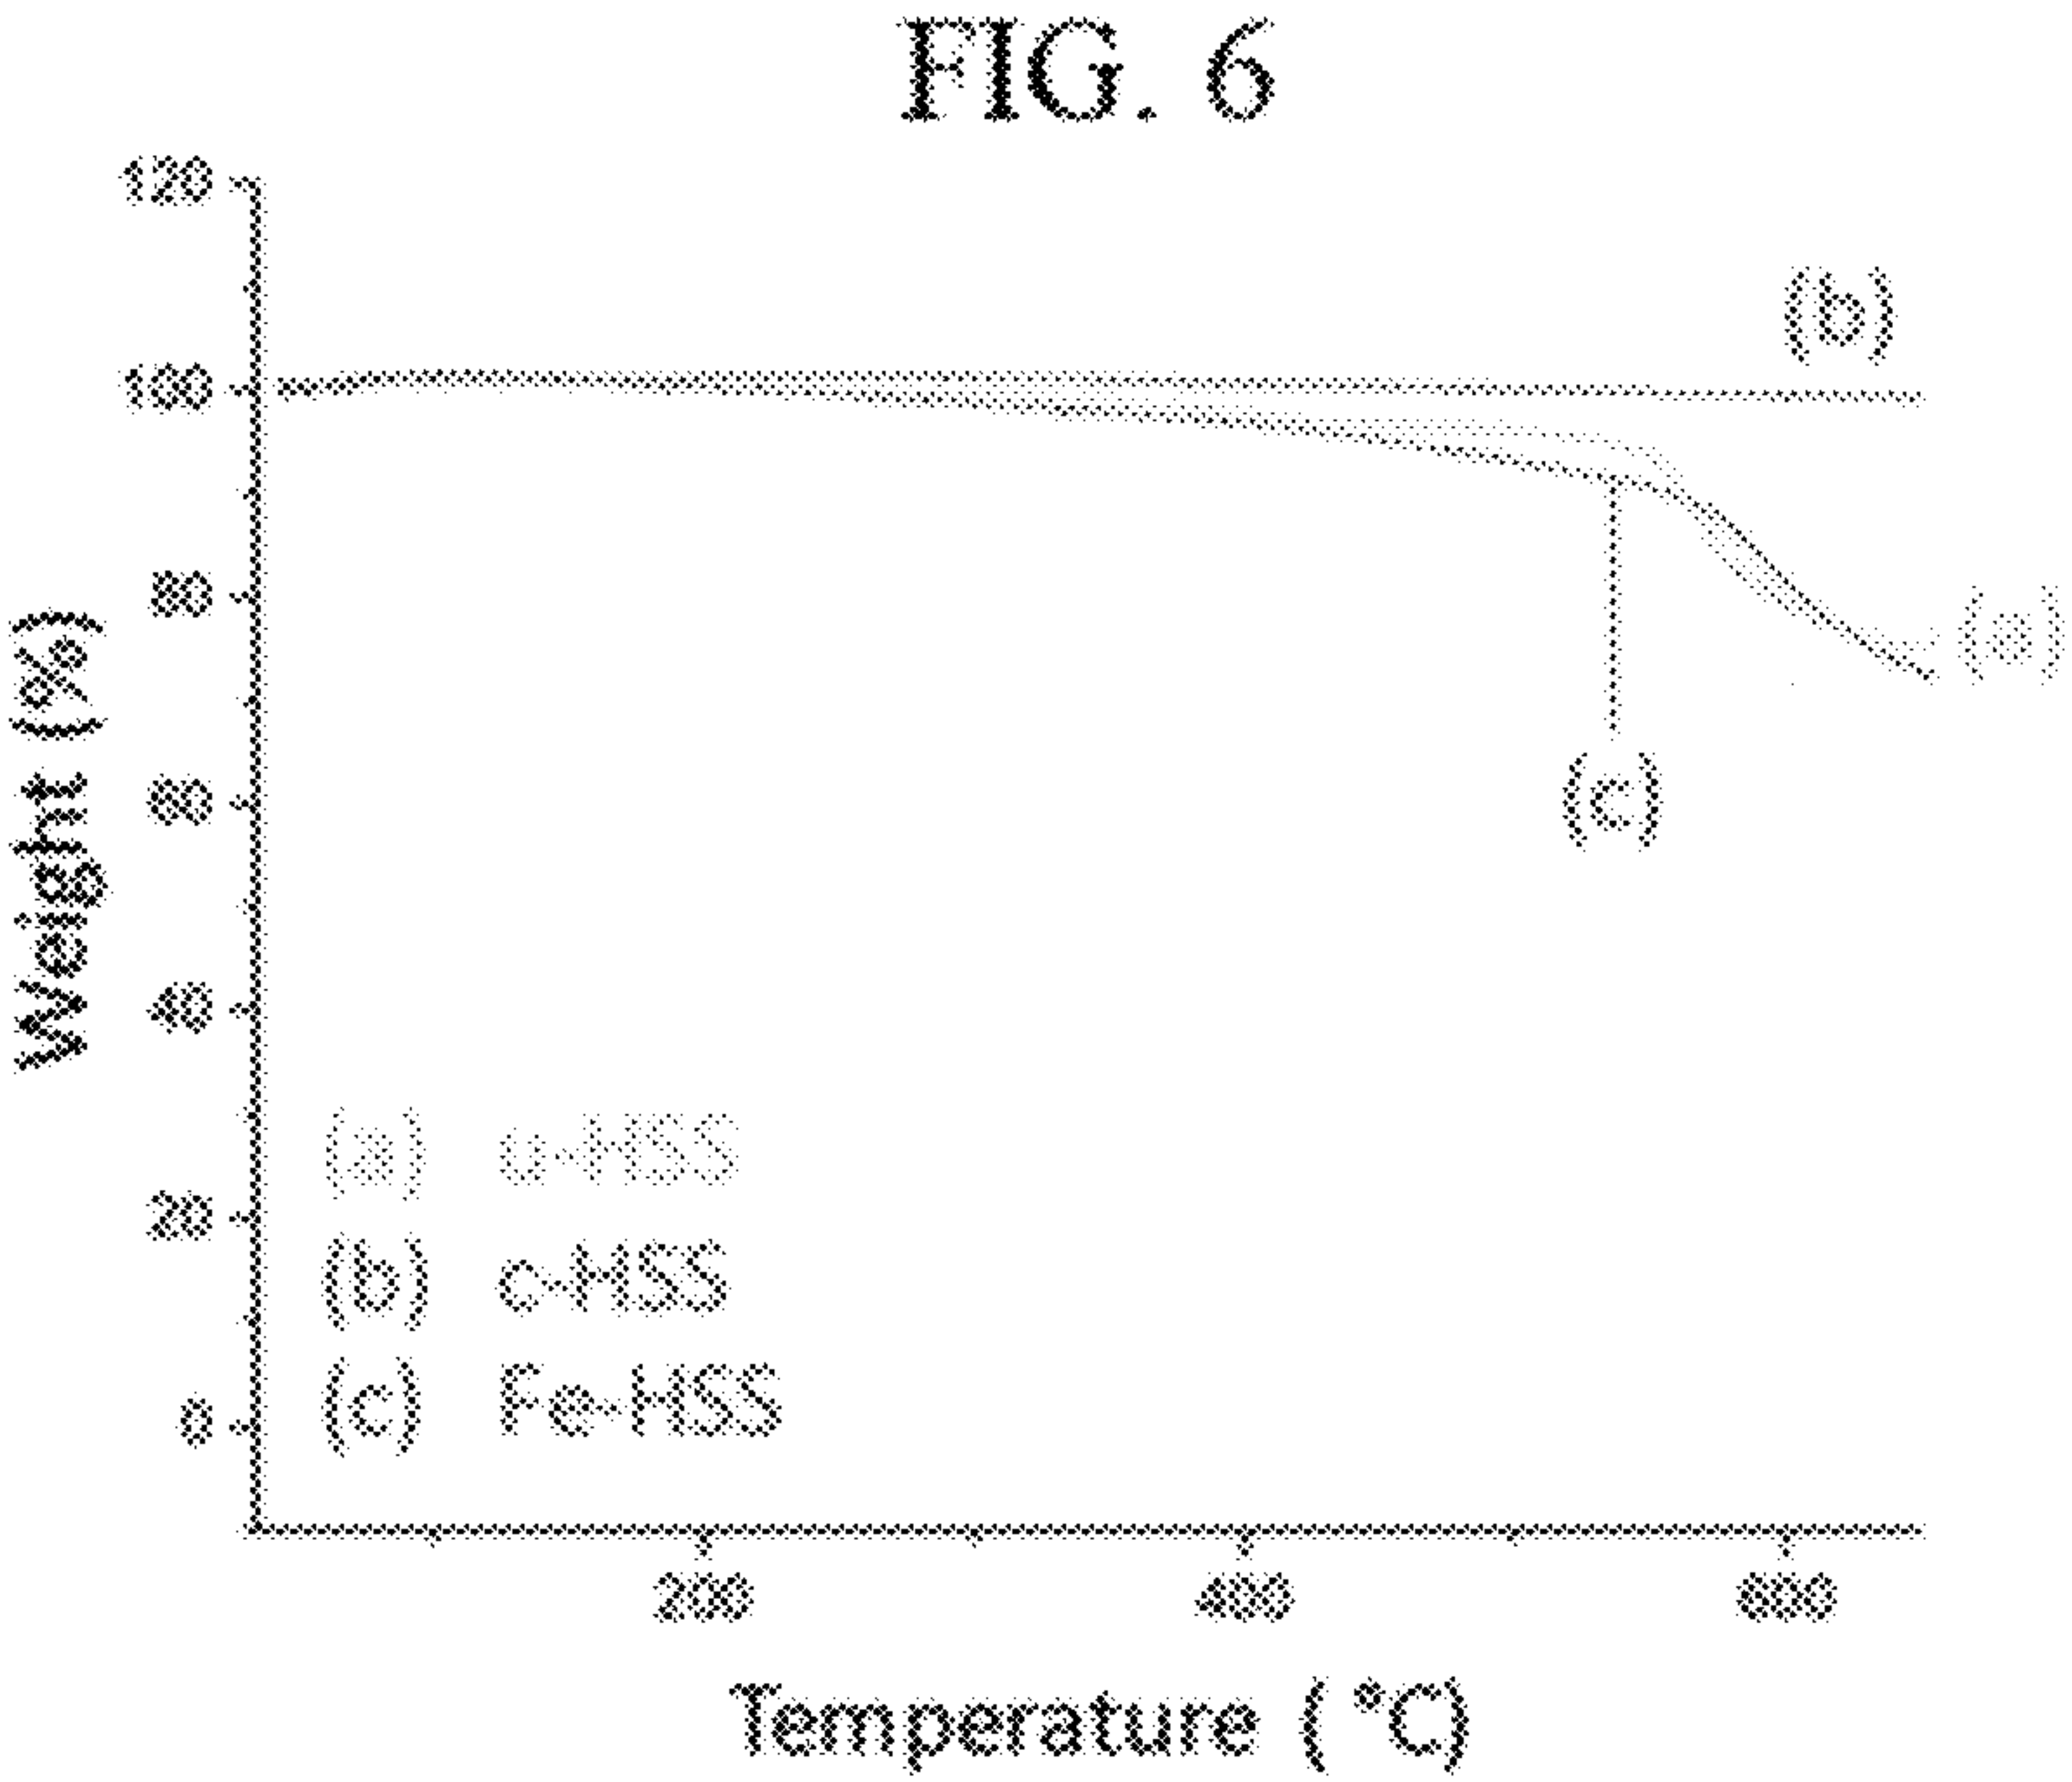 FIG. 6
120
100
80
60
40
20
0
Weight (%)
(b)
(a)
(c)
(a) o-HSS
(b) c-HSS
(c) Fe-HSS
200
400
600
Temperature (°C)